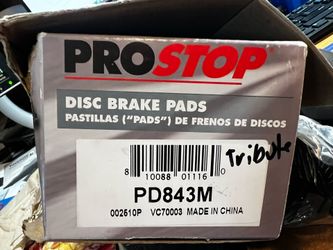 PROSTOP
DISC BRAKE PADS
PASTILLAS ("PADS") DE FRENOS DE DISCOS
Tribute
8 10088 01116 0
PD843M
002510P VC70003 MADE IN CHINA